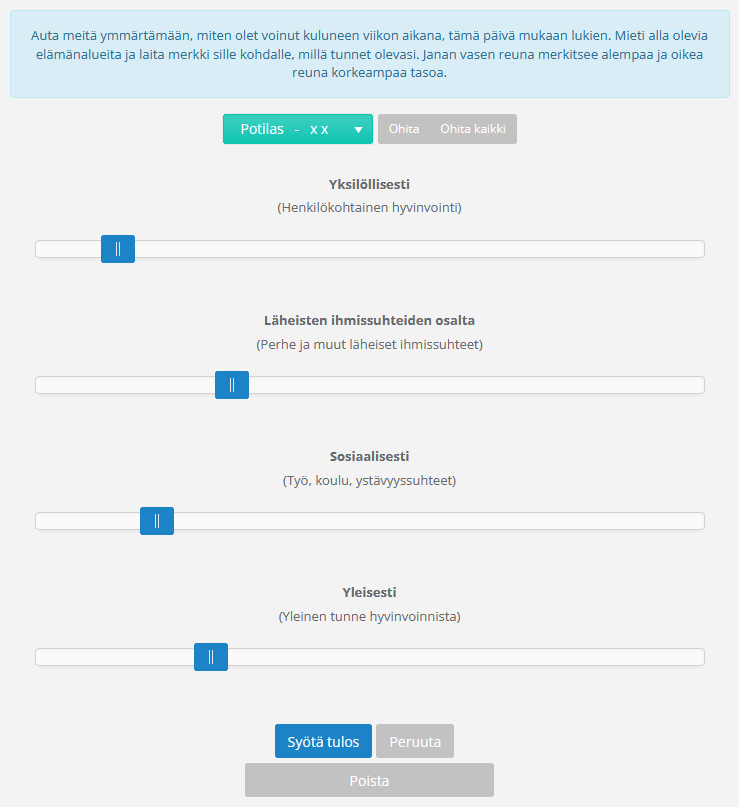 Auta meitä ymmärtämään, miten olet voinut kuluneen viikon aikana, tämä päivä mukaan lukien. Mieti alla olevia
elämänalueita ja laita merkki sille kohdalle, millä tunnet olevasi. Janan vasen reuna merkitsee alempaa ja oikea
reuna korkeampaa tasoa.
Potilas - x x Ohita Ohita kaikki
Yksilöllisesti
(Henkilökohtainen hyvinvointi)
Läheisten ihmissuhteiden osalta
(Perhe ja muut läheiset ihmissuhteet)
Sosiaalisesti
(Työ, koulu, ystävyyssuhteet)
Yleisesti
(Yleinen tunne hyvinvoinnista)
Syötä tulos Peruuta
Poista